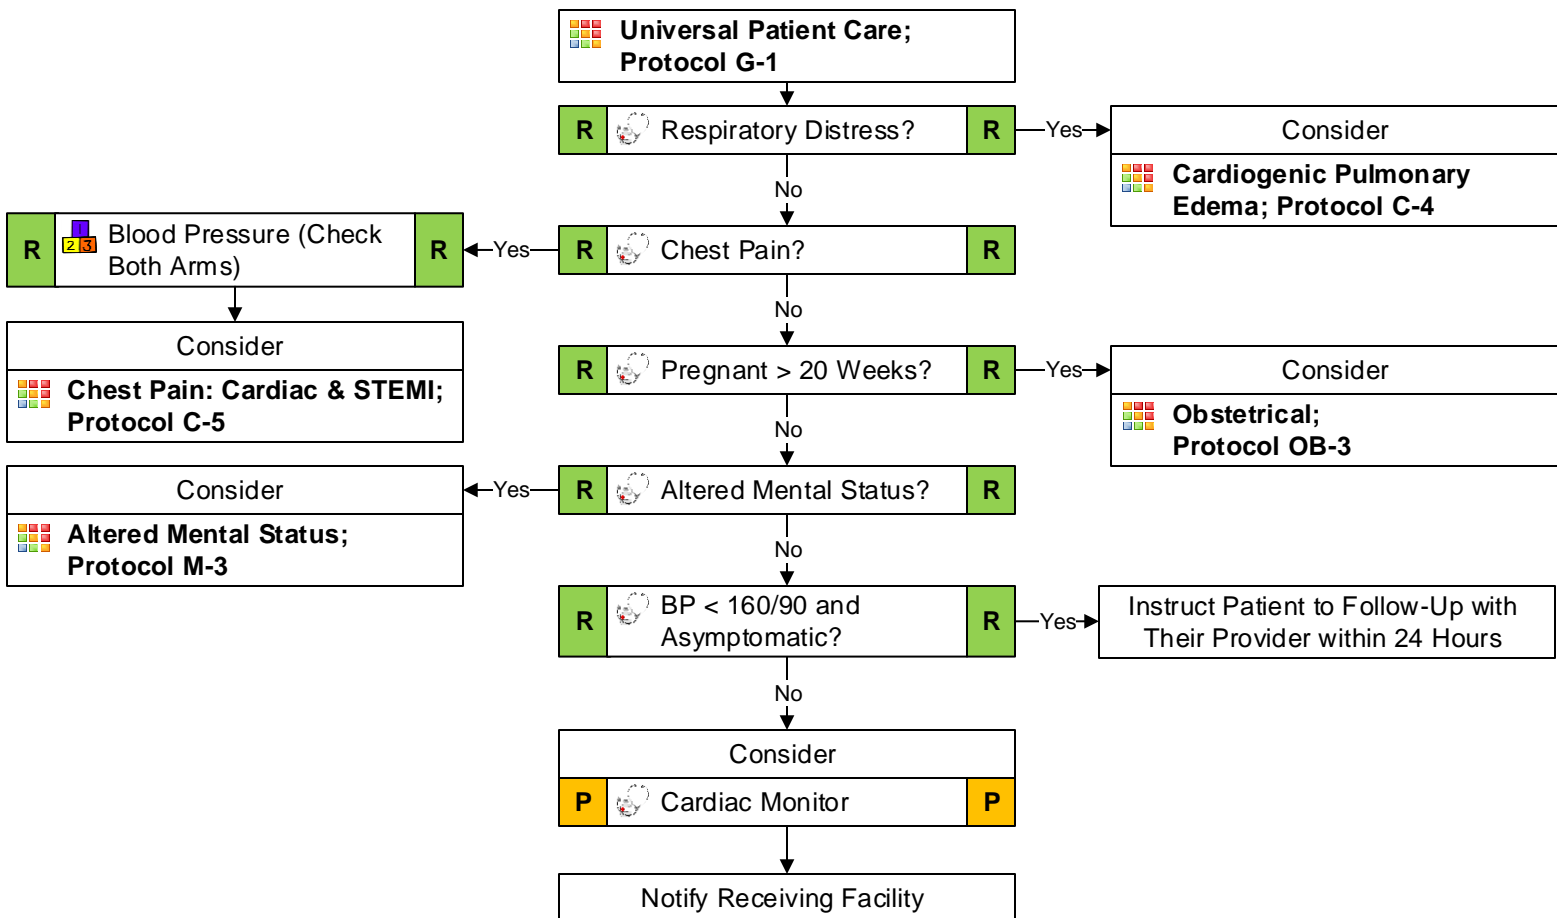 Universal Patient Care;
Protocol G-1
R Respiratory Distress? R
Yes
Consider
Cardiogenic Pulmonary
Edema; Protocol C-4
No
R Chest Pain? R
Yes
R Blood Pressure (Check
Both Arms) R
Consider
Chest Pain: Cardiac & STEMI;
Protocol C-5
No
R Pregnant > 20 Weeks? R
Yes
Consider
Obstetrical;
Protocol OB-3
No
R Altered Mental Status? R
Yes
Consider
Altered Mental Status;
Protocol M-3
No
R BP < 160/90 and
Asymptomatic? R
Yes
Instruct Patient to Follow-Up with
Their Provider within 24 Hours
No
Consider
P Cardiac Monitor P
Notify Receiving Facility